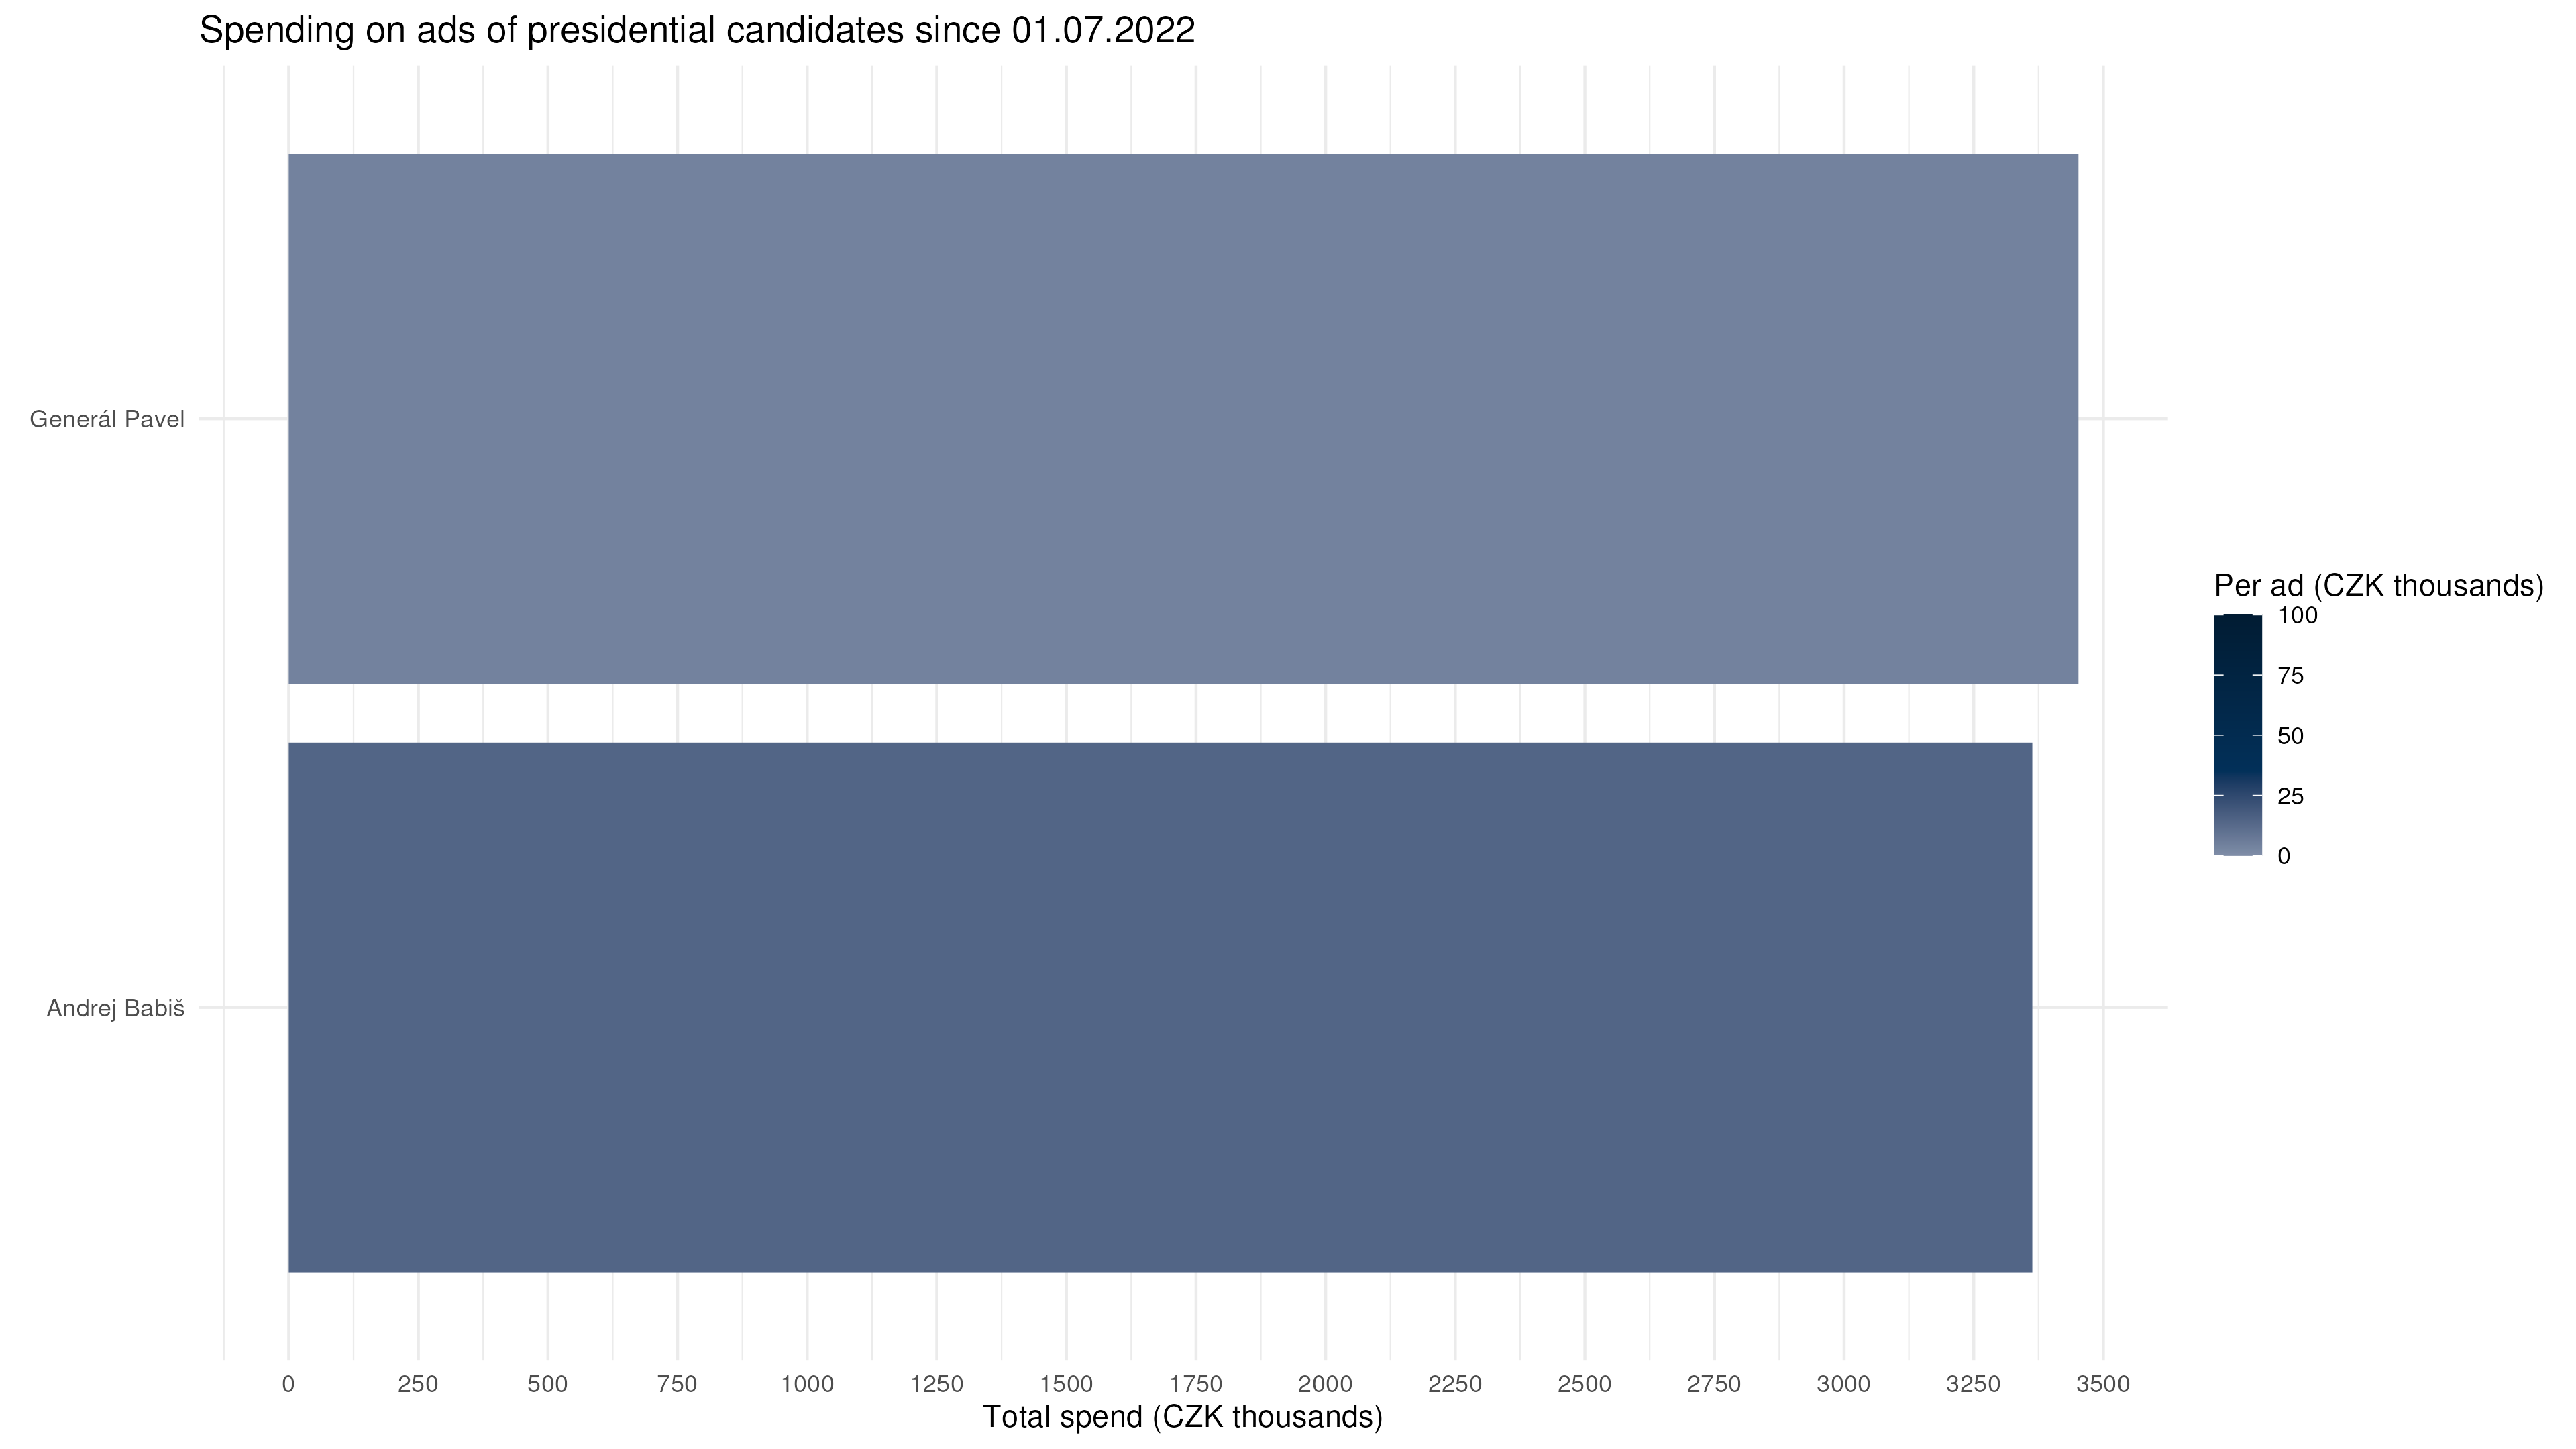 Spending on ads of presidential candidates since 01.07.2022
Generál Pavel
Andrej Babiš
0 250 500 750 1000 1250 1500 1750 2000 2250 2500 2750 3000 3250 3500
Total spend (CZK thousands)
Per ad (CZK thousands)
100
75
50
25
0